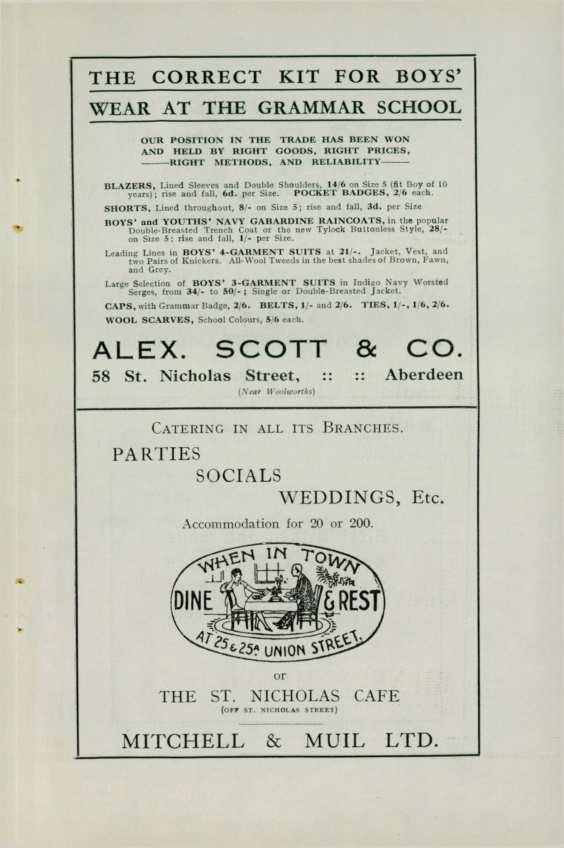 THE CORRECT KIT FOR BOYS'
WEAR AT THE GRAMMAR SCHOOL
OUR POSITION IN THE TRADE HAS BEEN WON
AND HELD BY RIGHT GOODS, RIGHT PRICES,
——RIGHT METHODS, AND RELIABILITY——
BLAZERS, Lined Sleeves and Double Shoulders, 14/6 on Size 5 (fit Boy of 10
years); rise and fall, 6d. per Size. POCKET BADGES, 2/6 each.
SHORTS, Lined throughout, 8/- on Size 5; rise and fall, 3d. per Size
BOYS' and YOUTHS' NAVY GABARDINE RAINCOATS, in the popular
Double-Breasted Trench Coat or the new Tylock Buttonless Style, 28/-
on Size 5: rise and fall, 1/- per Size.
Leading Lines in BOYS' 4-GARMENT SUITS at 21/-. Jacket, Vest, and
two Pairs of Knickers. All-Wool Tweeds in the best shades of Brown, Fawn,
and Grey.
Large Selection of BOYS' 3-GARMENT SUITS in Indigo Navy Worsted
Serges, from 34/- to 50/-; Single or Double-Breasted Jacket.
CAPS, with Grammar Badge, 2/6. BELTS, 1/- and 2/6. TIES, 1/-, 1/6, 2/6.
WOOL SCARVES, School Colours, 5/6 each.
ALEX. SCOTT & CO.
58 St. Nicholas Street, :: :: Aberdeen
(Near Woolworths)
CATERING IN ALL ITS BRANCHES.
PARTIES
SOCIALS
WEDDINGS, Etc.
Accommodation for 20 or 200.
WHEN IN TOWN
DINE & REST
AT 25 & 25A UNION STREET.
or
THE ST. NICHOLAS CAFE
(OFF ST. NICHOLAS STREET)
MITCHELL & MUIL LTD.